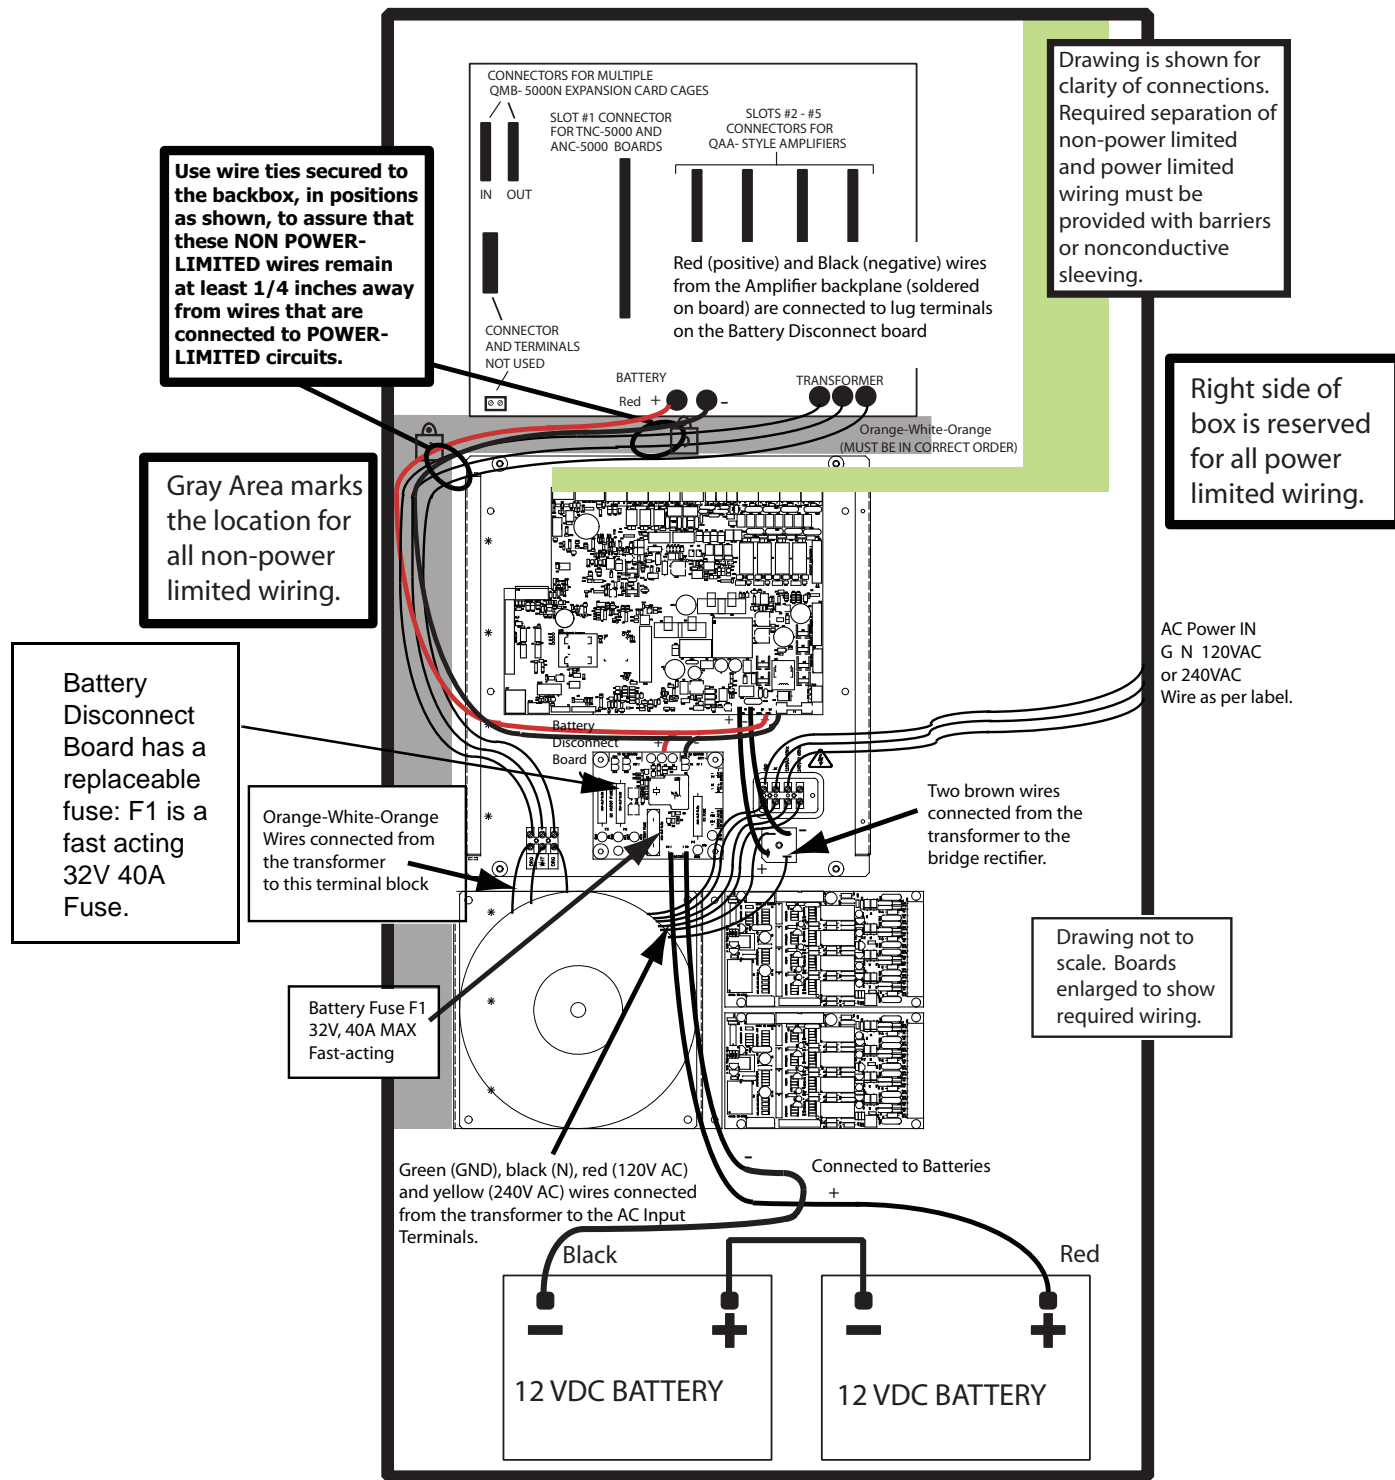 CONNECTORS FOR MULTIPLE
QMB- 5000N EXPANSION CARD CAGES
SLOT #1 CONNECTOR
FOR TNC-5000 AND
ANC-5000 BOARDS
SLOTS #2 - #5
CONNECTORS FOR
QAA- STYLE AMPLIFIERS
IN OUT
Drawing is shown for
clarity of connections.
Required separation of
non-power limited
and power limited
wiring must be
provided with barriers
or nonconductive
sleeving.
Use wire ties secured to
the backbox, in positions
as shown, to assure that
these NON POWER-
LIMITED wires remain
at least 1/4 inches away
from wires that are
connected to POWER-
LIMITED circuits.
Red (positive) and Black (negative) wires
from the Amplifier backplane (soldered
on board) are connected to lug terminals
on the Battery Disconnect board
CONNECTOR
AND TERMINALS
NOT USED
BATTERY
Red + -
TRANSFORMER
Orange-White-Orange
(MUST BE IN CORRECT ORDER)
Right side of
box is reserved
for all power
limited wiring.
Gray Area marks
the location for
all non-power
limited wiring.
AC Power IN
G N 120VAC
or 240VAC
Wire as per label.
Battery
Disconnect
Board has a
replaceable
fuse: F1 is a
fast acting
32V 40A
Fuse.
+ -
Battery
Disconnect
Board
+ -
Orange-White-Orange
Wires connected from
the transformer
to this terminal block
ORG WHT ORG
Two brown wires
connected from the
transformer to the
bridge rectifier.
-
+
Battery Fuse F1
32V, 40A MAX
Fast-acting
Drawing not to
scale. Boards
enlarged to show
required wiring.
Green (GND), black (N), red (120V AC)
and yellow (240V AC) wires connected
from the transformer to the AC Input
Terminals.
-
Connected to Batteries
+
Black
Red
- +
- +
12 VDC BATTERY
12 VDC BATTERY